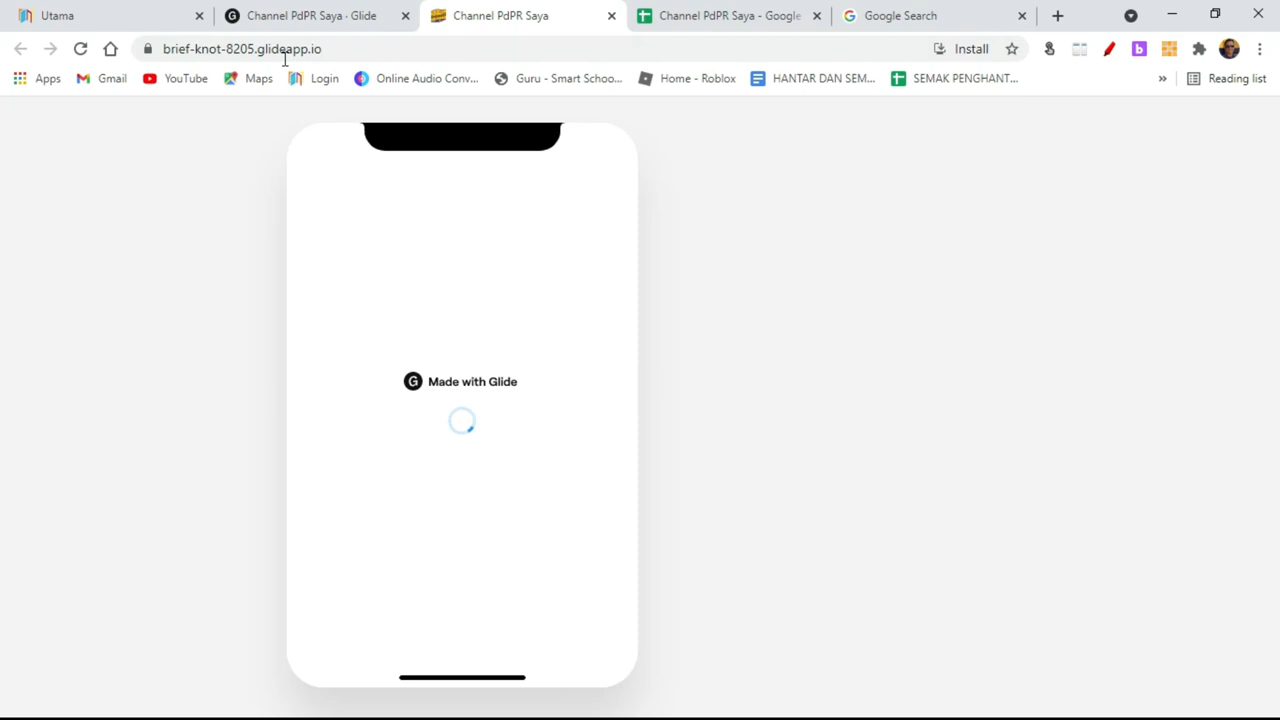 Utama
Channel PdPR Saya · Glide
Channel PdPR Saya
Channel PdPR Saya - Google
Google Search
brief-knot-8205.glideapp.io
Install
Apps
Gmail
YouTube
Maps
Login
Online Audio Conv...
Guru - Smart Schoo...
Home - Roblox
HANTAR DAN SEM...
SEMAK PENGHANT...
»
Reading list
G Made with Glide